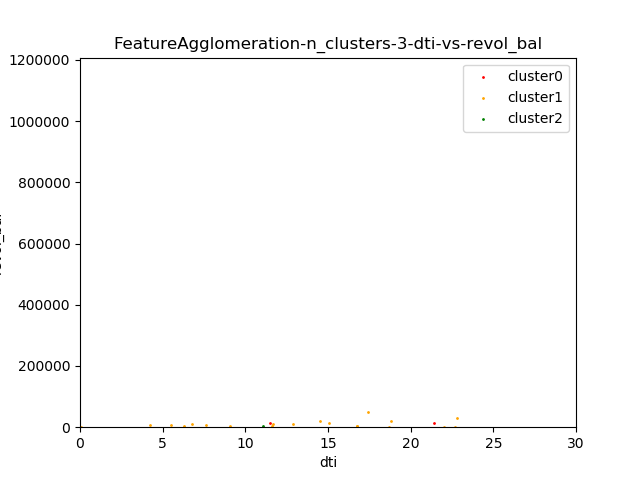 FeatureAgglomeration-n_clusters-3-dti-vs-revol_bal
1200000
1000000
800000
600000
400000
200000
0
cluster0
cluster1
cluster2
0 5 10 15 20 25 30
dti